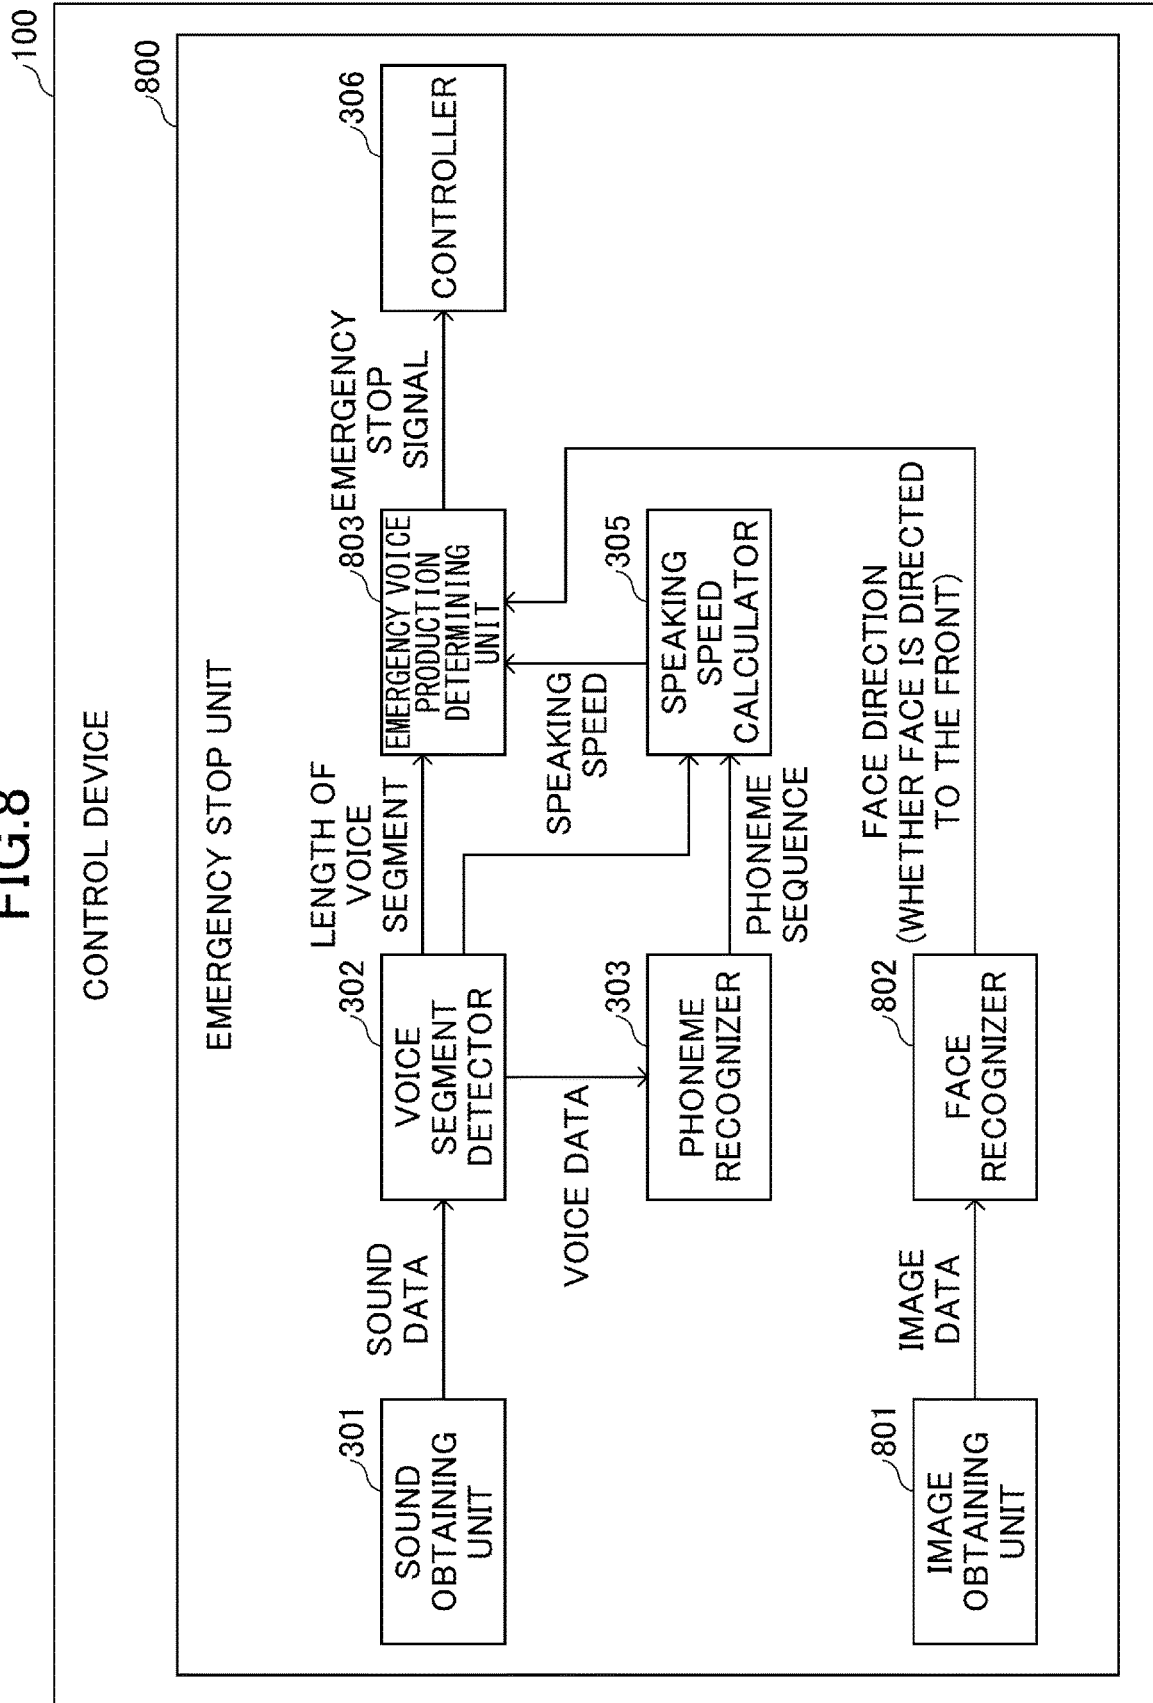 FIG.8
100
CONTROL DEVICE
800
EMERGENCY STOP UNIT
301
SOUND
OBTAINING
UNIT
SOUND
DATA
302
VOICE
SEGMENT
DETECTOR
LENGTH OF
VOICE
SEGMENT
803
EMERGENCY VOICE
PRODUCTION
DETERMINING
UNIT
EMERGENCY
STOP
SIGNAL
306
CONTROLLER
VOICE DATA
303
PHONEME
RECOGNIZER
PHONEME
SEQUENCE
SPEAKING
SPEED
305
SPEAKING
SPEED
CALCULATOR
801
IMAGE
OBTAINING
UNIT
IMAGE
DATA
802
FACE
RECOGNIZER
FACE DIRECTION
(WHETHER FACE IS DIRECTED
TO THE FRONT)